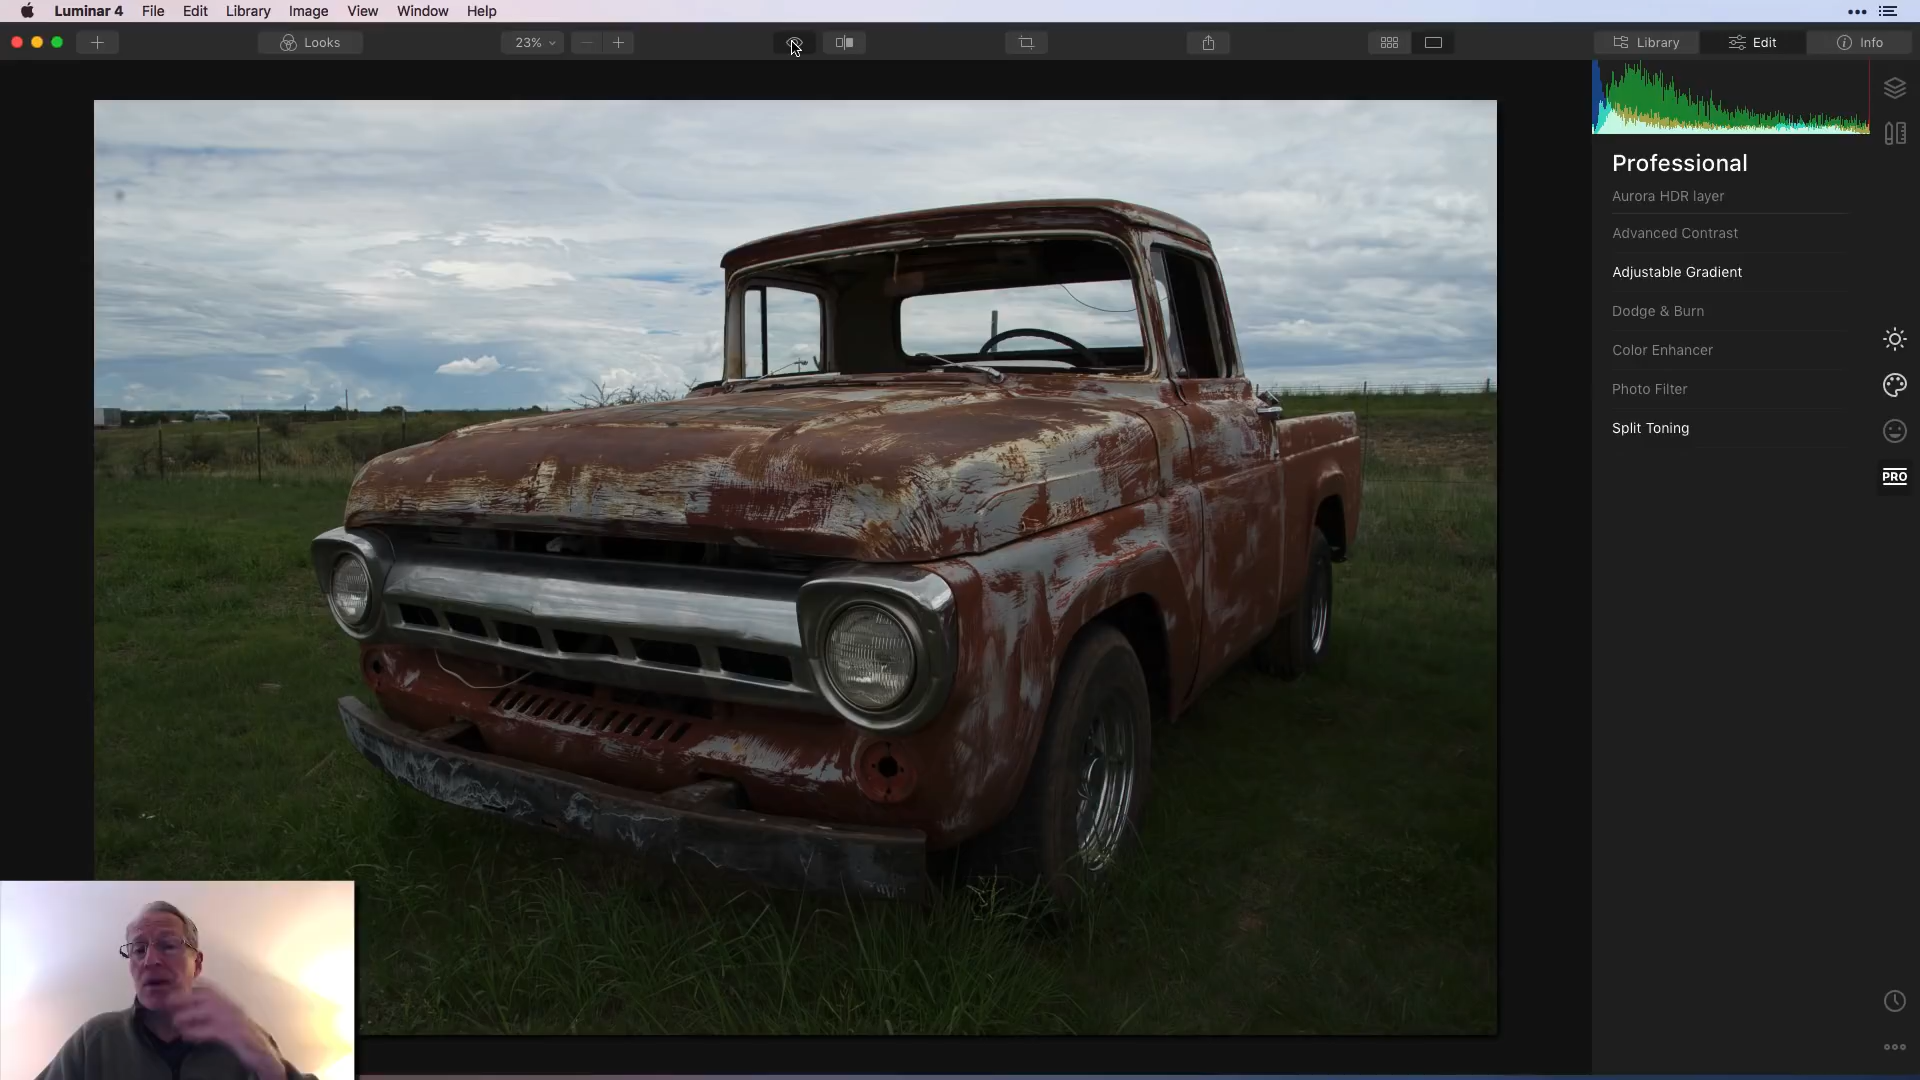 Luminar 4 File Edit Library Image View Window Help
Looks 23% Library Edit Info
Professional
Aurora HDR layer
Advanced Contrast
Adjustable Gradient
Dodge & Burn
Color Enhancer
Photo Filter
Split Toning
PRO